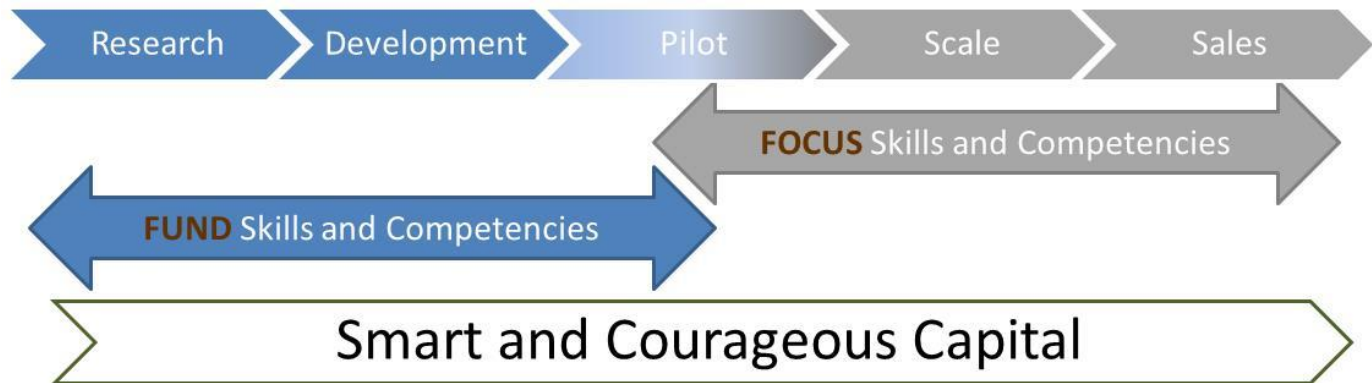 Research Development Pilot Scale Sales
FOCUS Skills and Competencies
FUND Skills and Competencies
Smart and Courageous Capital